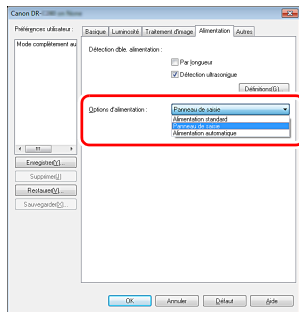 Canon DR-
Préférences utilisateur :
Mode complètement au
Enregistrer(Y)...
Supprimer(J)
Restaurer(V)...
Sauvegarder(X)...
Basique
Luminosité
Traitement d'image
Alimentation
Autres
Détection dble. alimentation :
Par longueur
Détection ultrasonique
Définitions(G)...
Options d'alimentation :
Panneau de saisie
Alimentation standard
Panneau de saisie
Alimentation automatique
OK
Annuler
Défaut
Aide